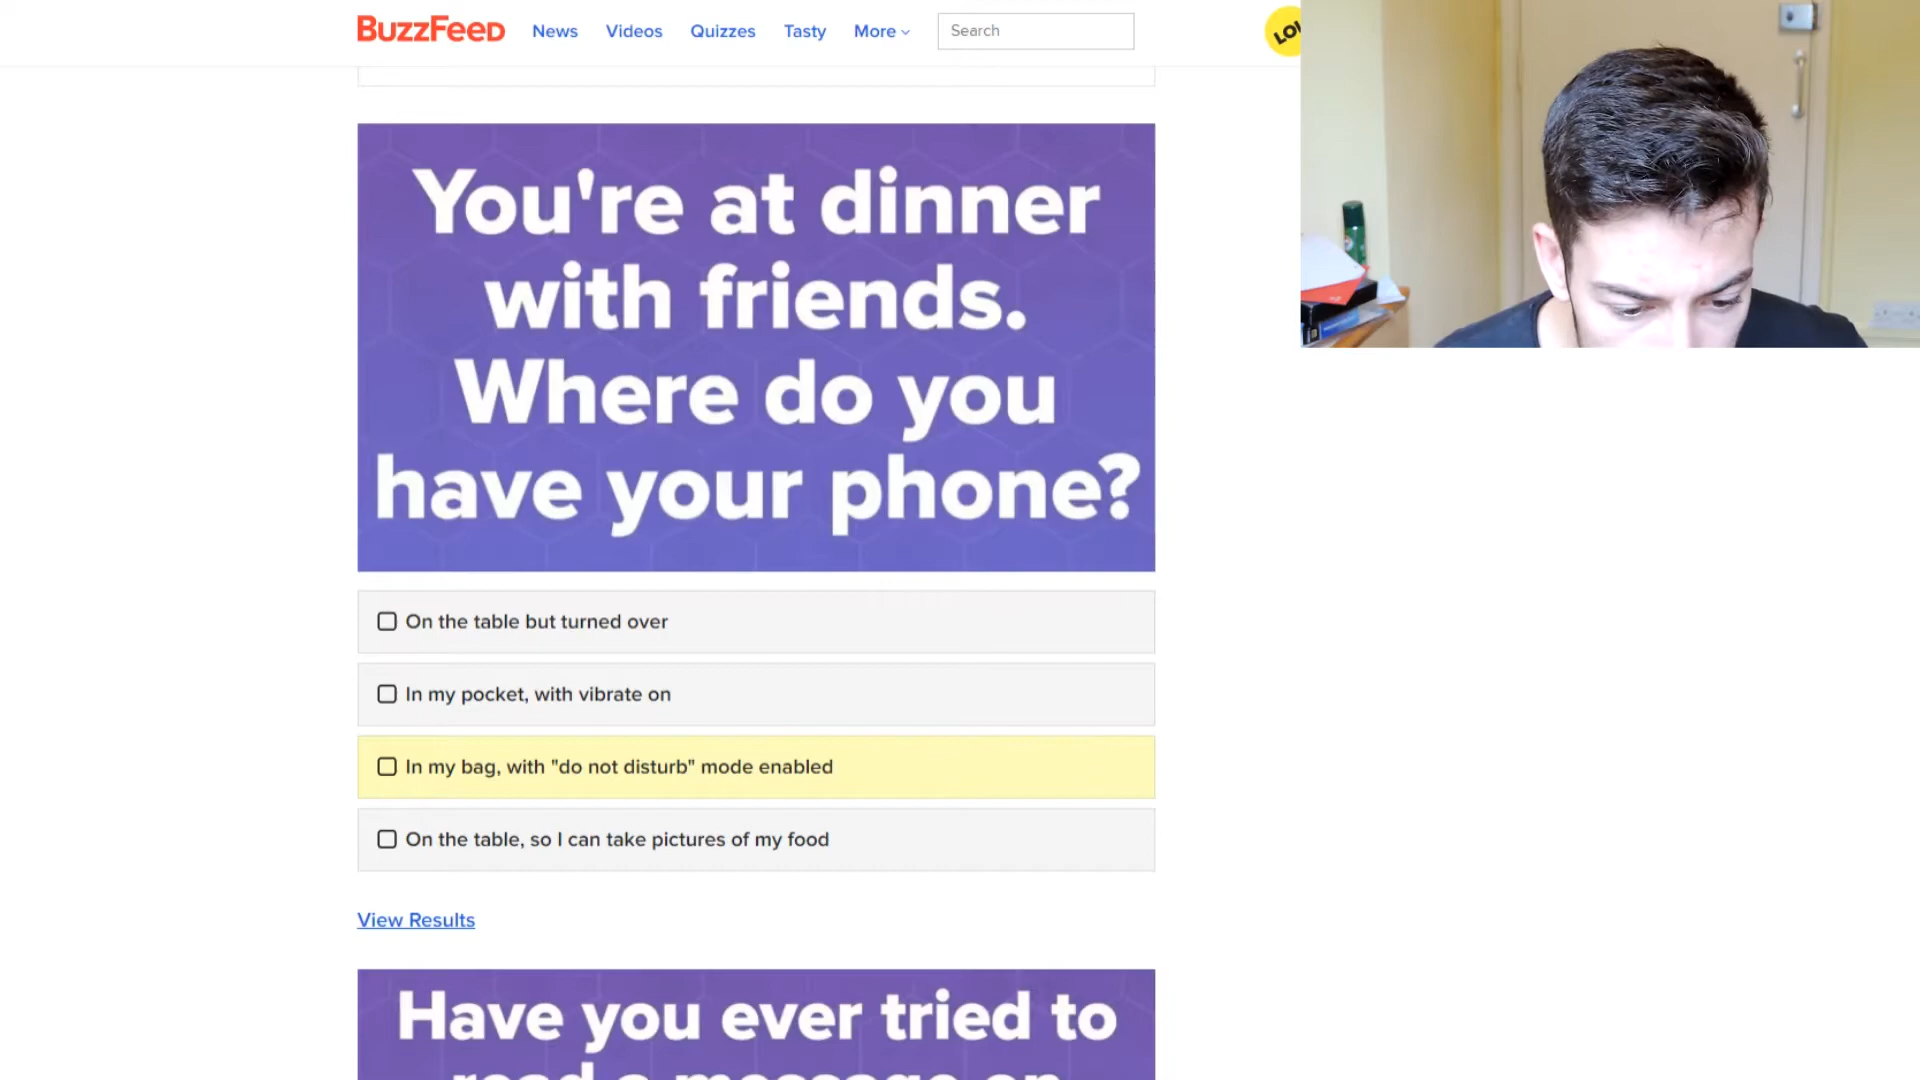 BuzzFeed News Videos Quizzes Tasty More Search
You're at dinner
with friends.
Where do you
have your phone?
On the table but turned over
In my pocket, with vibrate on
In my bag, with "do not disturb" mode enabled
On the table, so I can take pictures of my food
View Results
Have you ever tried to
read a message on